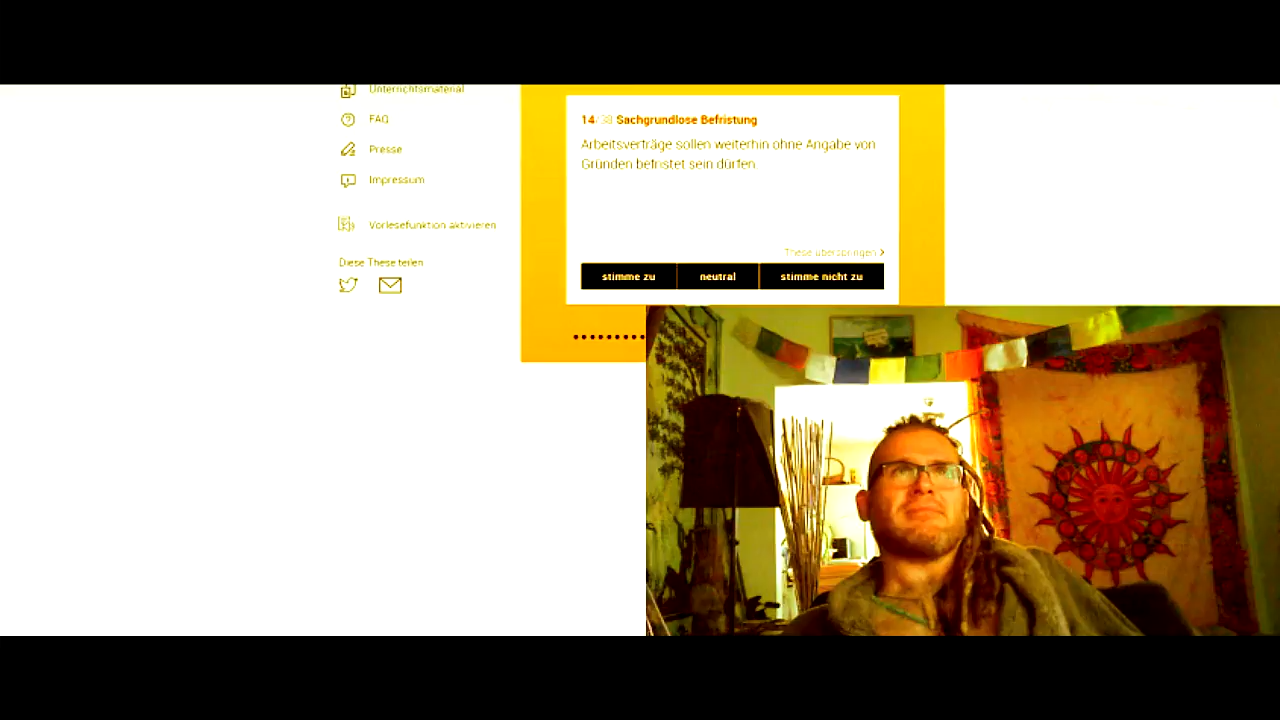 Unterrichtsmaterial
FAQ
Presse
Impressum
Vorlesefunktion aktivieren
Diese These teilen
14/38 Sachgrundlose Befristung
Arbeitsverträge sollen weiterhin ohne Angabe von
Gründen befristet sein dürfen.
These überspringen
stimme zu
neutral
stimme nicht zu